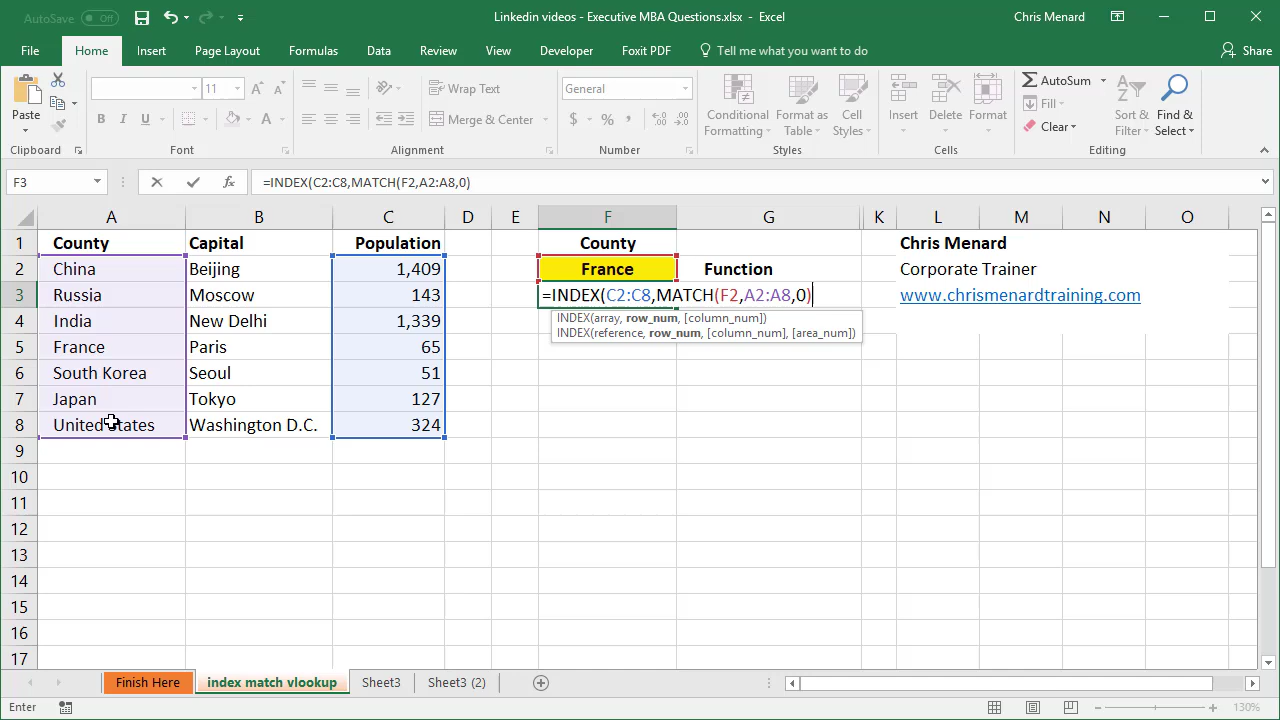 AutoSave Off
Linkedin videos - Executive MBA Questions.xlsx - Excel
Chris Menard
File Home Insert Page Layout Formulas Data Review View Developer Foxit PDF Tell me what you want to do Share
Paste
Clipboard
11
B I U
Font
Wrap Text
Merge & Center
Alignment
General
$ % , 
Number
Conditional Formatting
Format as Table
Cell Styles
Styles
Insert Delete Format
Cells
AutoSum
Fill
Clear
Sort & Filter
Find & Select
Editing
F3 fx =INDEX(C2:C8,MATCH(F2,A2:A8,0)
A B C D E F G K L M N O
1 County Capital Population County Chris Menard
2 China Beijing 1,409 France Function Corporate Trainer
3 Russia Moscow 143 =INDEX(C2:C8,MATCH(F2,A2:A8,0) www.chrismenardtraining.com
INDEX(array, row_num, [column_num])
4 India New Delhi 1,339
INDEX(reference, row_num, [column_num], [area_num])
5 France Paris 65
6 South Korea Seoul 51
7 Japan Tokyo 127
8 United States Washington D.C. 324
9
10
11
12
13
14
15
16
17
Finish Here index match vlookup Sheet3 Sheet3 (2)
Enter 130%